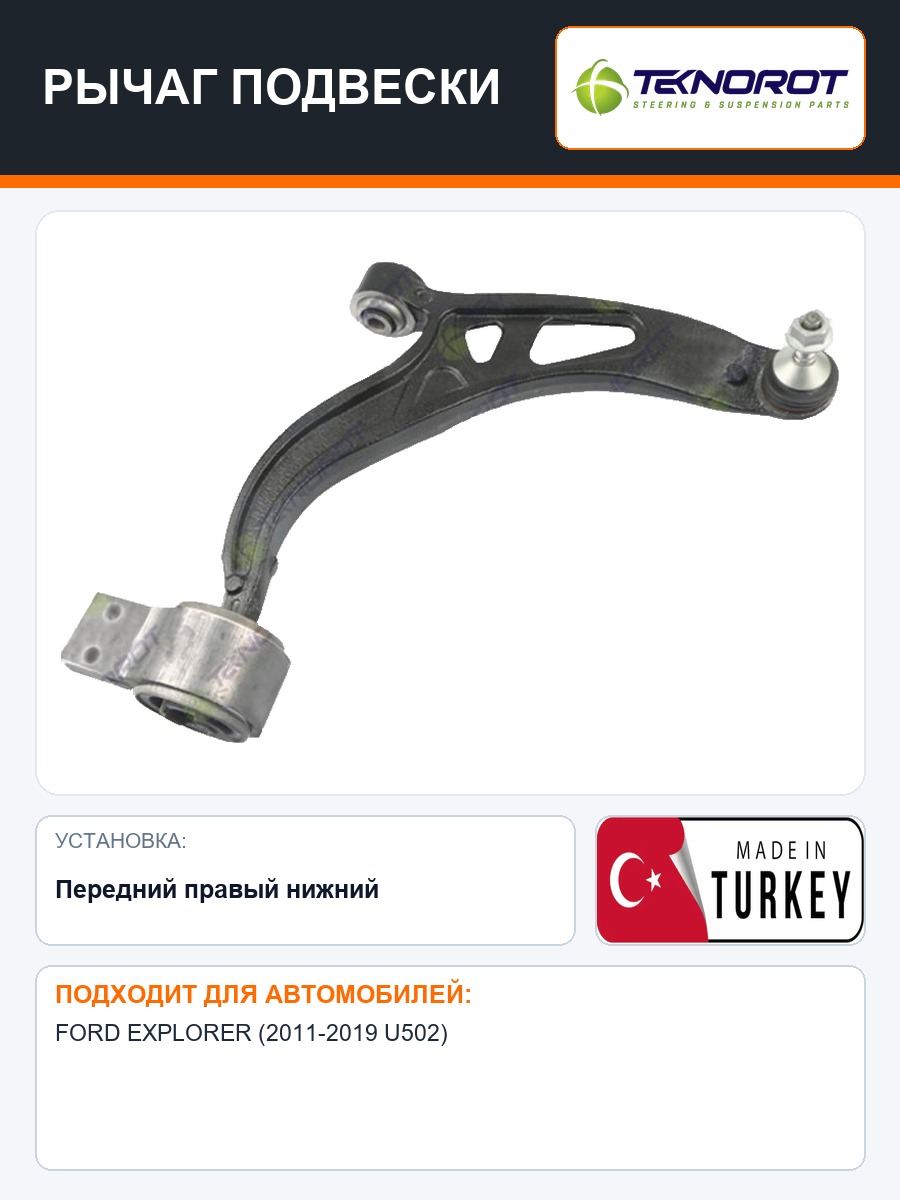 РЫЧАГ ПОДВЕСКИ
TEKNOROT
STEERING & SUSPENSION PARTS
УСТАНОВКА:
Передний правый нижний
MADE IN
TURKEY
ПОДХОДИТ ДЛЯ АВТОМОБИЛЕЙ:
FORD EXPLORER (2011-2019 U502)